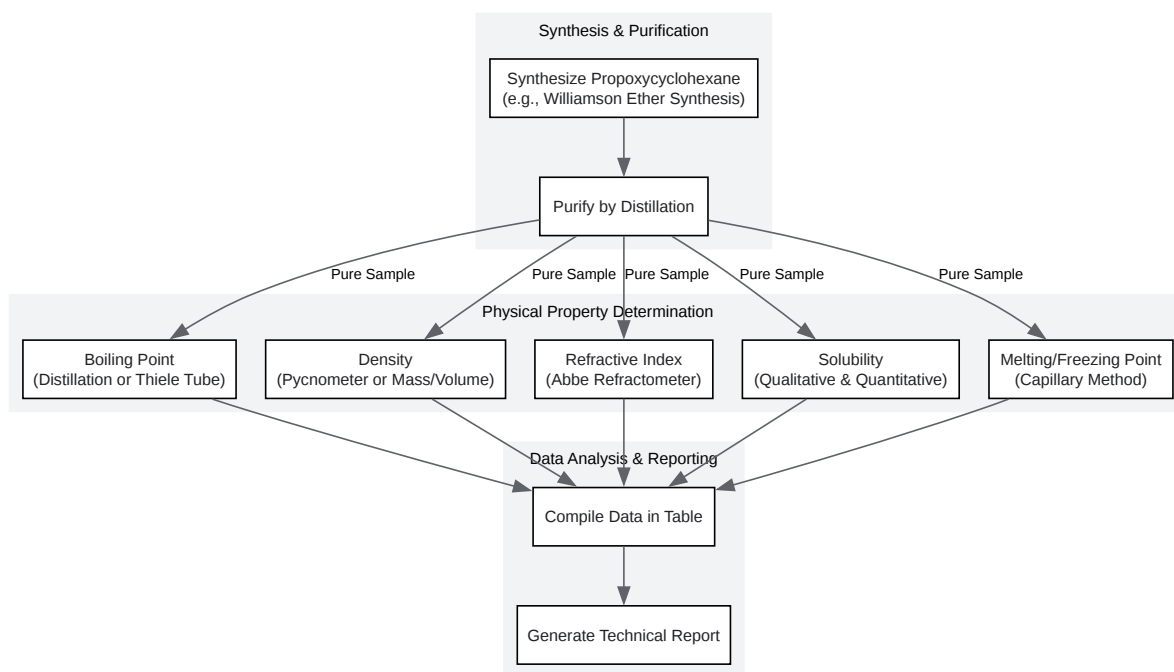 Synthesis & Purification
Synthesize Propoxycyclohexane
(e.g., Williamson Ether Synthesis)
Purify by Distillation
Pure Sample
Pure Sample
Pure Sample
Pure Sample
Pure Sample
Physical Property Determination
Boiling Point
(Distillation or Thiele Tube)
Density
(Pycnometer or Mass/Volume)
Refractive Index
(Abbe Refractometer)
Solubility
(Qualitative & Quantitative)
Melting/Freezing Point
(Capillary Method)
Data Analysis & Reporting
Compile Data in Table
Generate Technical Report